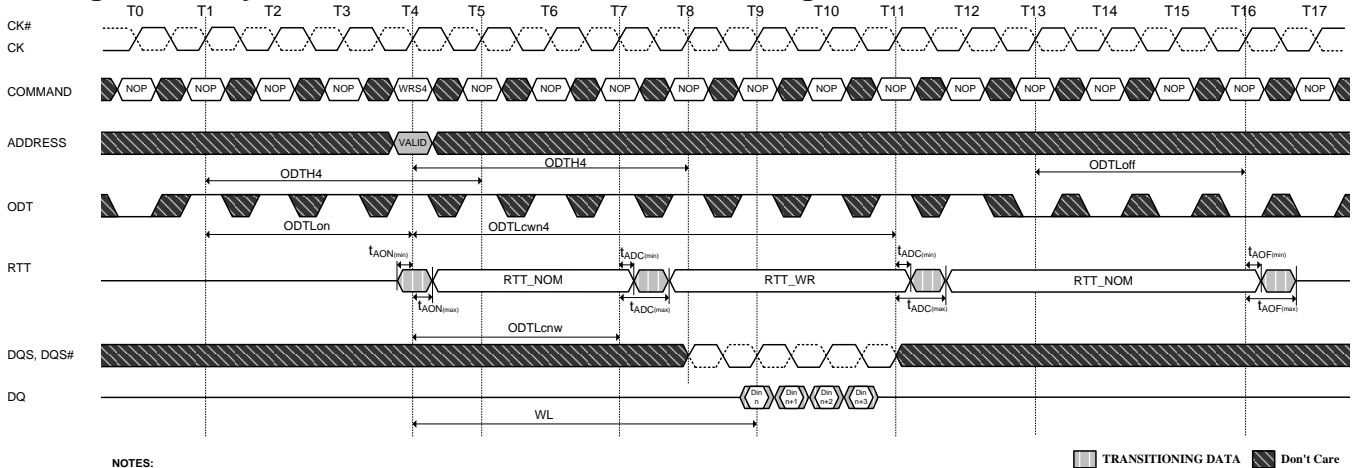 T0 T1 T2 T3 T4 T5 T6 T7 T8 T9 T10 T11 T12 T13 T14 T15 T16 T17
CK#
CK
COMMAND NOP NOP NOP NOP WRS4 NOP NOP NOP NOP NOP NOP NOP NOP NOP NOP NOP NOP NOP
ADDRESS VALID
ODTH4 ODTH4 ODTLoff
ODT
ODTLon ODTLcwn4
tAON(min) tADC(min) tADC(min) tAOF(min)
RTT RTT_NOM RTT_WR RTT_NOM
tAON(max) tADC(max) tADC(max) tAOF(max)
ODTLcnw
DQS, DQS#
DQ Din n Din n+1 Din n+2 Din n+3
WL
NOTES: TRANSITIONING DATA Don't Care